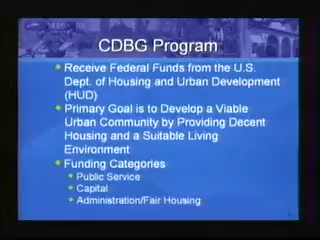 CDBG Program
Receive Federal Funds from the U.S.
Dept. of Housing and Urban Development
(HUD)
Primary Goal is to Develop a Viable
Urban Community by Providing Decent
Housing and a Suitable Living
Environment
Funding Categories
Public Service
Capital
Administration/Fair Housing